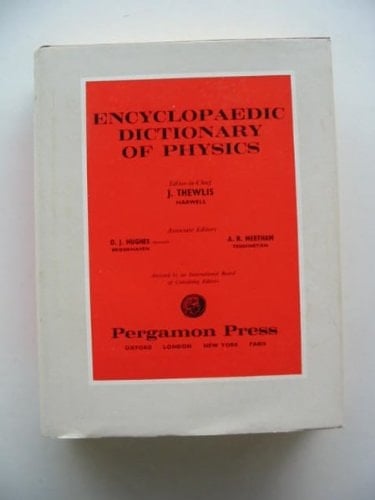 ENCYCLOPAEDIC
DICTIONARY
OF PHYSICS
Editor-in-Chief
J. THEWLIS
HARWELL
Associate Editors
D. J. HUGHES
BROOKHAVEN
A. R. MEETHAM
TEDDINGTON
Assisted by an International Board
of Consulting Editors
Pergamon Press
OXFORD LONDON NEW YORK PARIS